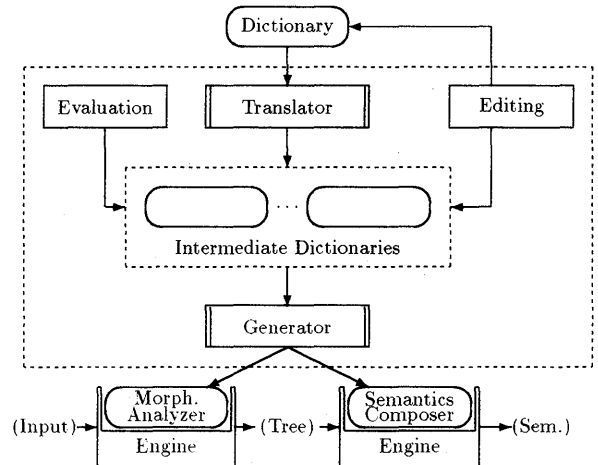 Dictionary
Evaluation
Translator
Editing
· · ·
Intermediate Dictionaries
Generator
Morph.
Analyzer
Semantics
Composer
(Input)
(Tree)
(Sem.)
Engine
Engine